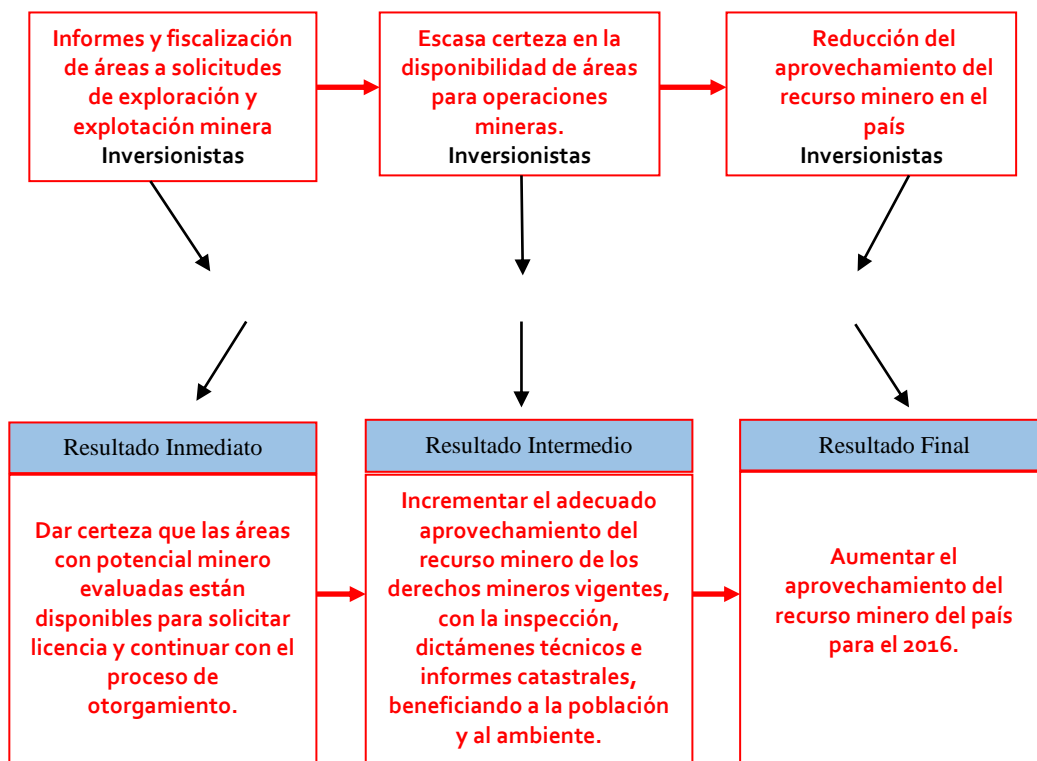 Informes y fiscalización
de áreas a solicitudes
de exploración y
explotación minera
Inversionistas
Escasa certeza en la
disponibilidad de áreas
para operaciones
mineras.
Inversionistas
Reducción del
aprovechamiento del
recurso minero en el
país
Inversionistas
Resultado Inmediato
Dar certeza que las áreas
con potencial minero
evaluadas están
disponibles para solicitar
licencia y continuar con el
proceso de
otorgamiento.
Resultado Intermedio
Incrementar el adecuado
aprovechamiento del
recurso minero de los
derechos mineros vigentes,
con la inspección,
dictámenes técnicos e
informes catastrales,
beneficiando a la población
y al ambiente.
Resultado Final
Aumentar el
aprovechamiento del
recurso minero del país
para el 2016.